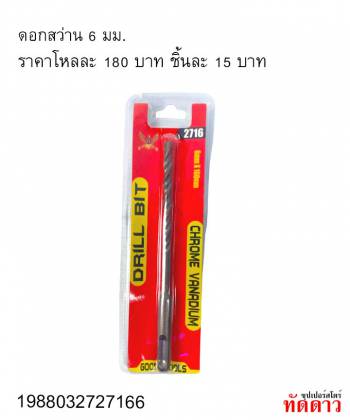 ดอกสว่าน 6 มม.
ราคาโหลละ 180 บาท ชิ้นละ 15 บาท
2716
6mm X 160mm
DRILL BIT
CHROME VANADIUM
1988032727166
ซุปเปอร์สโตร์
ทัดดาว